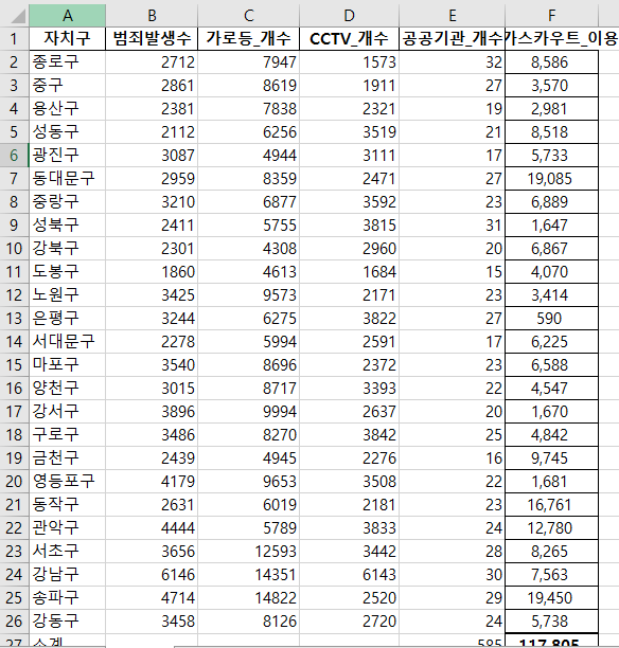 A B C D E F
1 자치구 범죄발생수 가로등_개수 CCTV_개수 공공기관_개수 가스카우트_이용
2 종로구 2712 7947 1573 32 8,586
3 중구 2861 8619 1911 27 3,570
4 용산구 2381 7838 2321 19 2,981
5 성동구 2112 6256 3519 21 8,518
6 광진구 3087 4944 3111 17 5,733
7 동대문구 2959 8359 2471 27 19,085
8 중랑구 3210 6877 3592 23 6,889
9 성북구 2411 5755 3815 31 1,647
10 강북구 2301 4308 2960 20 6,867
11 도봉구 1860 4613 1684 15 4,070
12 노원구 3425 9573 2171 23 3,414
13 은평구 3244 6275 3822 27 590
14 서대문구 2278 5994 2591 17 6,225
15 마포구 3540 8696 2372 23 6,588
16 양천구 3015 8717 3393 22 4,547
17 강서구 3896 9994 2637 20 1,670
18 구로구 3486 8270 3842 25 4,842
19 금천구 2439 4945 2276 16 9,745
20 영등포구 4179 9653 3508 22 1,681
21 동작구 2631 6019 2181 23 16,761
22 관악구 4444 5789 3833 24 12,780
23 서초구 3656 12593 3442 28 8,265
24 강남구 6146 14351 6143 30 7,563
25 송파구 4714 14822 2520 29 19,450
26 강동구 3458 8126 2720 24 5,738
27 소계 585 117,805